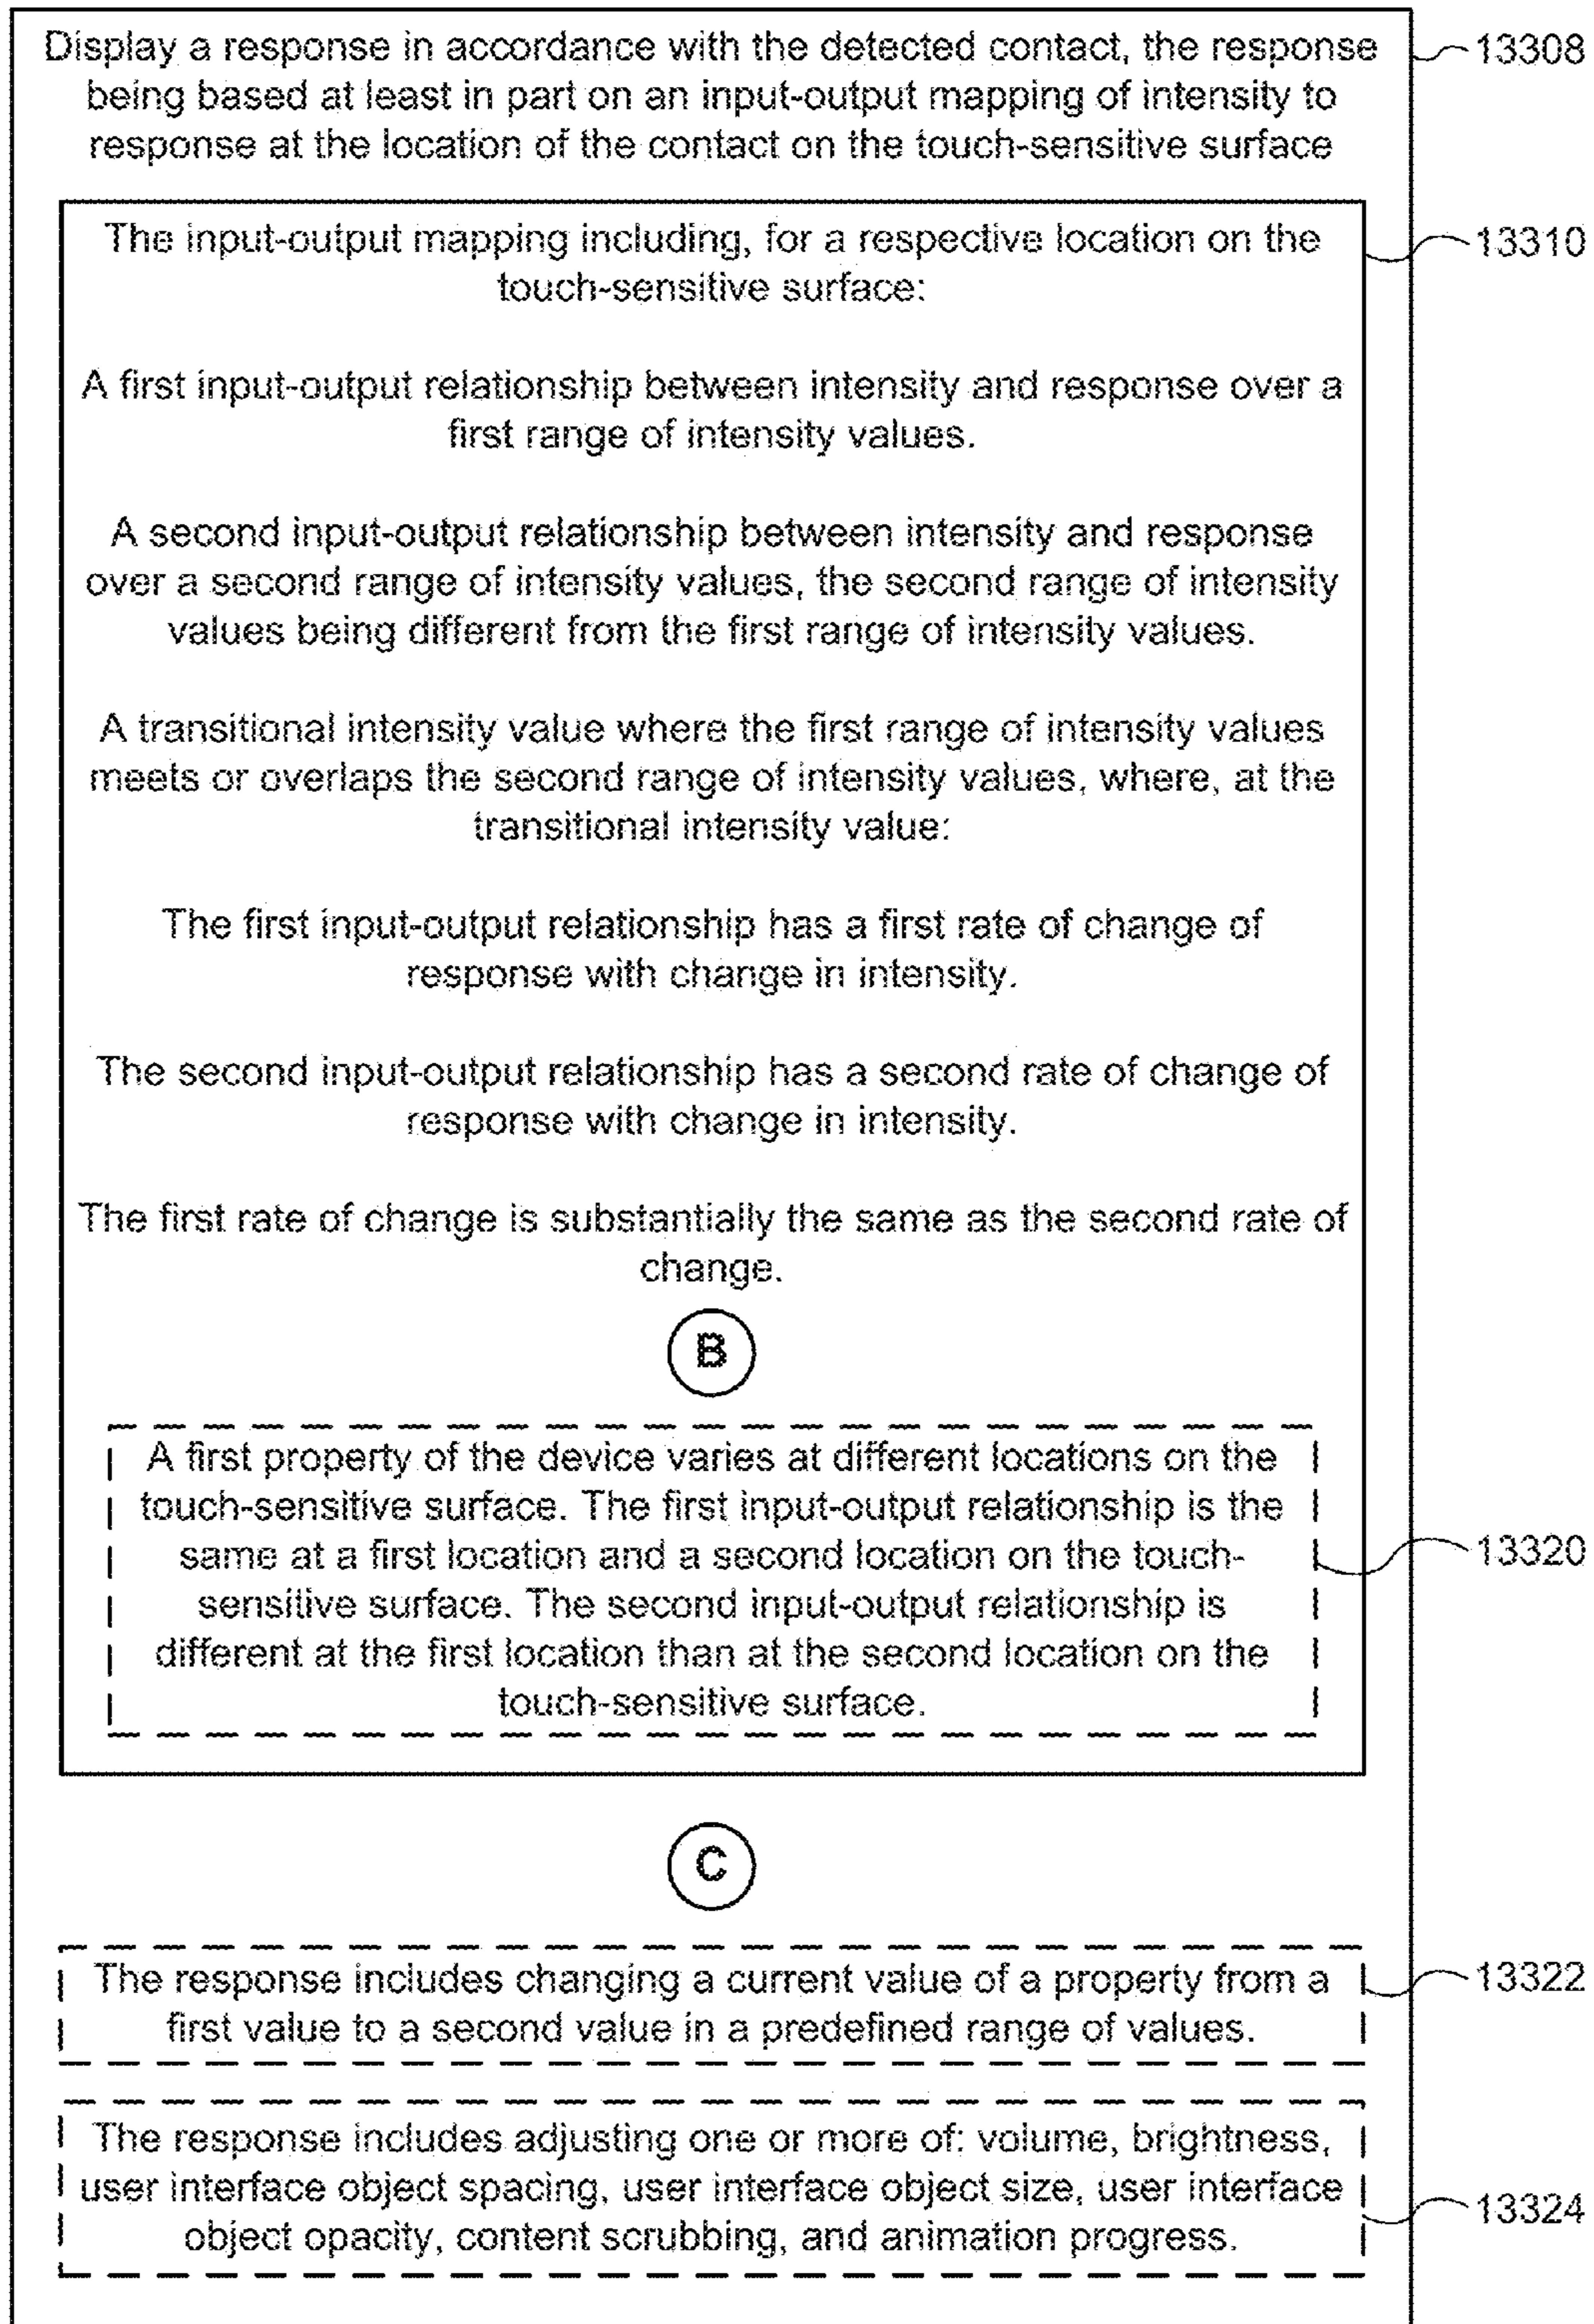 Display a response in accordance with the detected contact, the response
being based at least in part on an input-output mapping of intensity to
response at the location of the contact on the touch-sensitive surface
13308
The input-output mapping including, for a respective location on the
touch-sensitive surface:
13310
A first input-output relationship between intensity and response over a
first range of intensity values.
A second input-output relationship between intensity and response
over a second range of intensity values, the second range of intensity
values being different from the first range of intensity values.
A transitional intensity value where the first range of intensity values
meets or overlaps the second range of intensity values, where, at the
transitional intensity value:
The first input-output relationship has a first rate of change of
response with change in intensity.
The second input-output relationship has a second rate of change of
response with change in intensity.
The first rate of change is substantially the same as the second rate of
change.
B
A first property of the device varies at different locations on the
touch-sensitive surface. The first input-output relationship is the
same at a first location and a second location on the touch-
sensitive surface. The second input-output relationship is
different at the first location than at the second location on the
touch-sensitive surface.
13320
C
The response includes changing a current value of a property from a
first value to a second value in a predefined range of values.
13322
The response includes adjusting one or more of: volume, brightness,
user interface object spacing, user interface object size, user interface
object opacity, content scrubbing, and animation progress.
13324